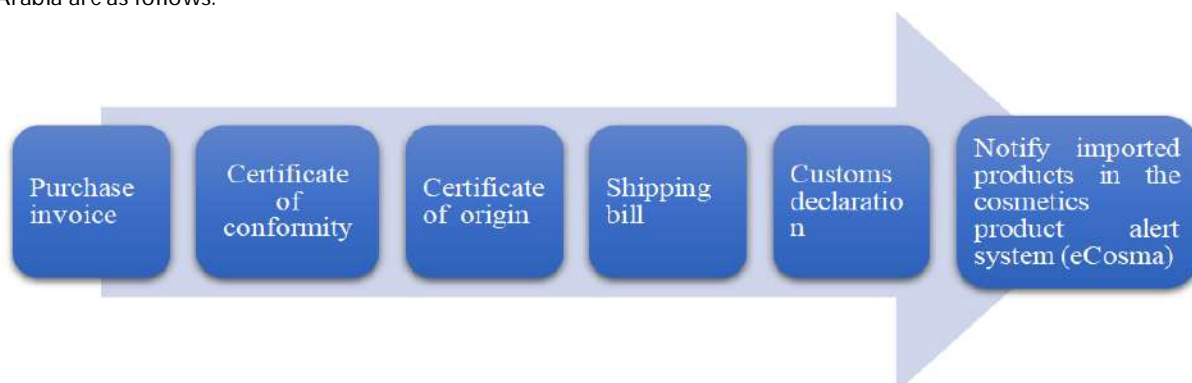 Arabia are as follows:
Purchase
invoice
Certificate
of
conformity
Certificate
of origin
Shipping
bill
Customs
declaratio
n
Notify imported
products in the
cosmetics
product alert
system (eCosma)